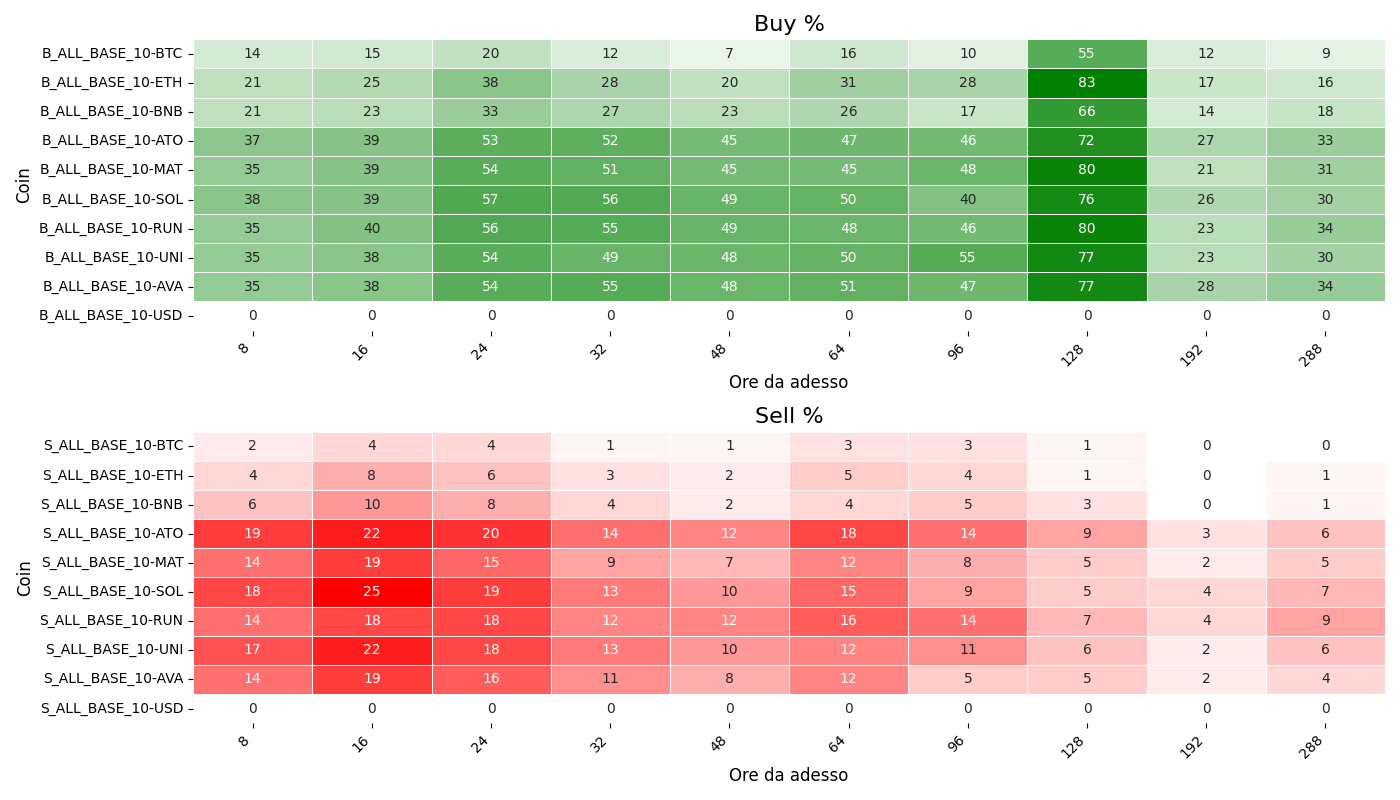 Buy %
Coin
B_ALL_BASE_10-BTC 14 15 20 12 7 16 10 55 12 9
B_ALL_BASE_10-ETH 21 25 38 28 20 31 28 83 17 16
B_ALL_BASE_10-BNB 21 23 33 27 23 26 17 66 14 18
B_ALL_BASE_10-ATO 37 39 53 52 45 47 46 72 27 33
B_ALL_BASE_10-MAT 35 39 54 51 45 45 48 80 21 31
B_ALL_BASE_10-SOL 38 39 57 56 49 50 40 76 26 30
B_ALL_BASE_10-RUN 35 40 56 55 49 48 46 80 23 34
B_ALL_BASE_10-UNI 35 38 54 49 48 50 55 77 23 30
B_ALL_BASE_10-AVA 35 38 54 55 48 51 47 77 28 34
B_ALL_BASE_10-USD 0 0 0 0 0 0 0 0 0 0
8 16 24 32 48 64 96 128 192 288
Ore da adesso
Sell %
Coin
S_ALL_BASE_10-BTC 2 4 4 1 1 3 3 1 0 0
S_ALL_BASE_10-ETH 4 8 6 3 2 5 4 1 0 1
S_ALL_BASE_10-BNB 6 10 8 4 2 4 5 3 0 1
S_ALL_BASE_10-ATO 19 22 20 14 12 18 14 9 3 6
S_ALL_BASE_10-MAT 14 19 15 9 7 12 8 5 2 5
S_ALL_BASE_10-SOL 18 25 19 13 10 15 9 5 4 7
S_ALL_BASE_10-RUN 14 18 18 12 12 16 14 7 4 9
S_ALL_BASE_10-UNI 17 22 18 13 10 12 11 6 2 6
S_ALL_BASE_10-AVA 14 19 16 11 8 12 5 5 2 4
S_ALL_BASE_10-USD 0 0 0 0 0 0 0 0 0 0
8 16 24 32 48 64 96 128 192 288
Ore da adesso